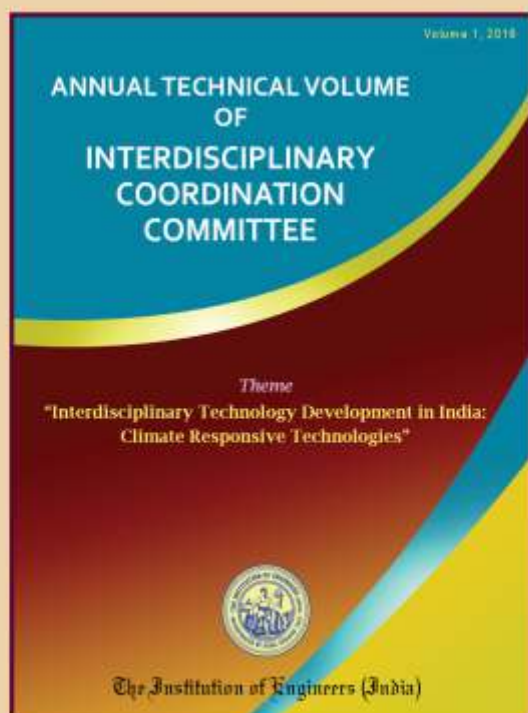 Volume 1, 2016
ANNUAL TECHNICAL VOLUME
OF
INTERDISCIPLINARY
COORDINATION
COMMITTEE
Theme
"Interdisciplinary Technology Development in India:
Climate Responsive Technologies"
The Institution of Engineers (India)